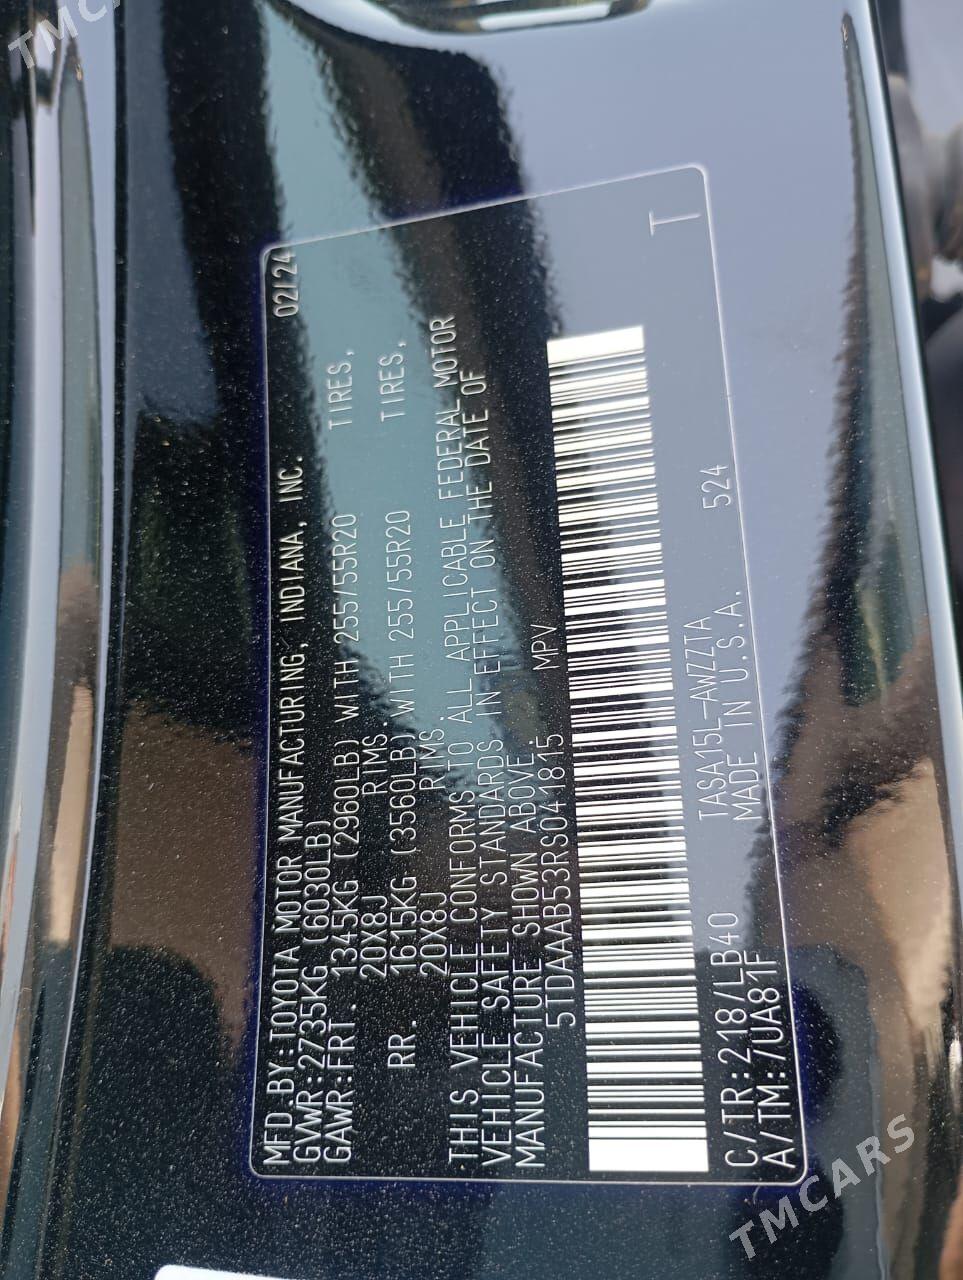 MFD.BY:TOYOTA MOTOR MANUFACTURING, INDIANA, INC. 02/24
GVWR:2735KG (6030LB)
GAWR:FRT. 1345KG (2960LB) WITH 255/55R20 TIRES,
20X8J RIMS.
RR. 1615KG (3560LB) WITH 255/55R20 TIRES,
20X8J RIMS.
THIS VEHICLE CONFORMS TO ALL APPLICABLE FEDERAL MOTOR
VEHICLE SAFETY STANDARDS IN EFFECT ON THE DATE OF
MANUFACTURE SHOWN ABOVE.
5TDAAAB53RS041815 MPV
T
C/TR:218/LB40 TASA15L-AWZZTA
A/TM:/UA81F MADE IN U.S.A. 524
TMCARS